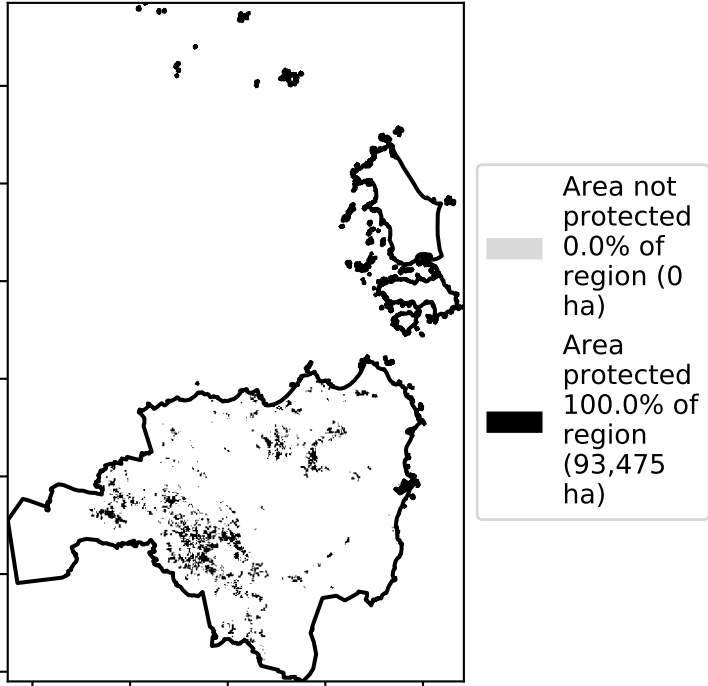 Area not
protected
0.0% of
region (0
ha)
Area
protected
100.0% of
region
(93,475
ha)